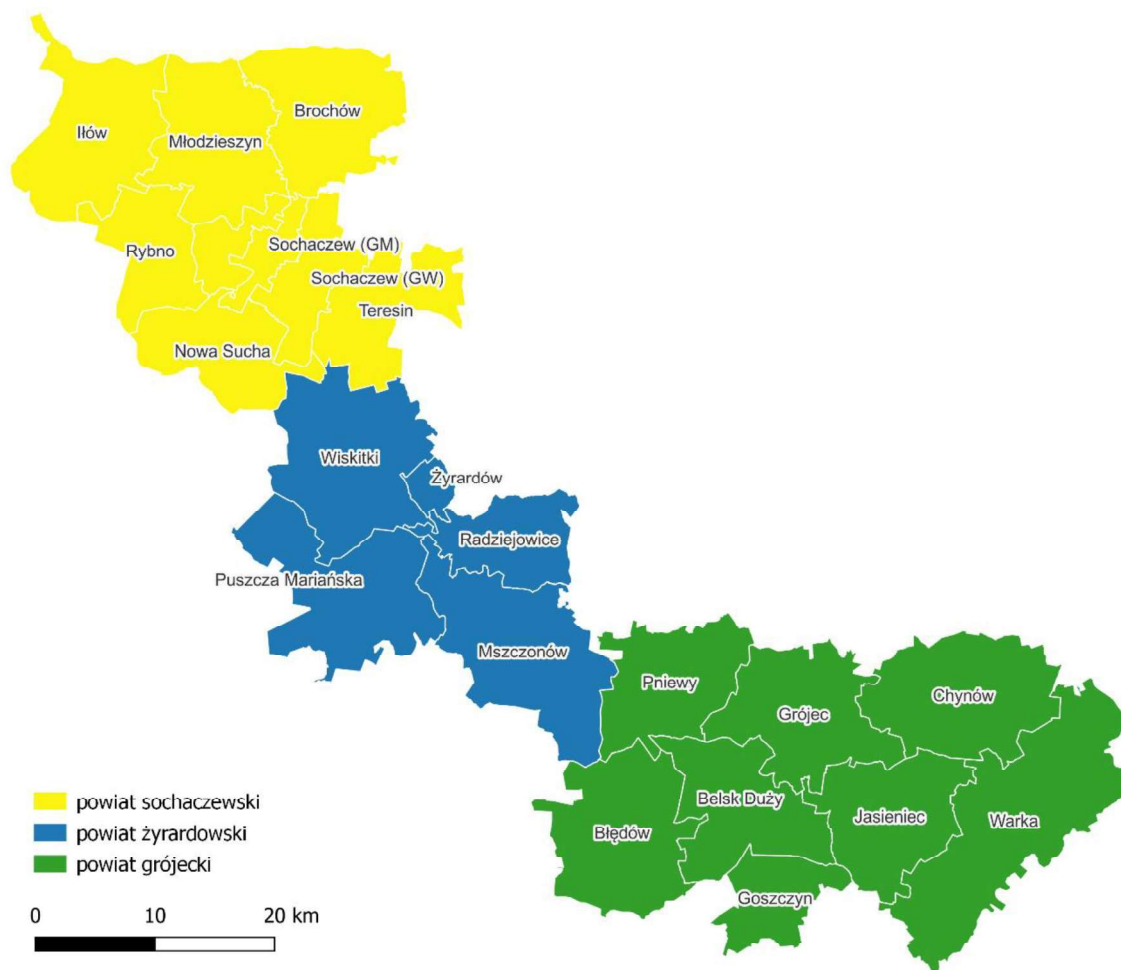 Brochów
Iłów
Młodzieszyn
Sochaczew (GM)
Rybno
Sochaczew (GW)
Teresin
Nowa Sucha
Wiskitki
Żyrardów
Radziejowice
Puszcza Mariańska
Mszczonów
Pniewy
Chynów
Grójec
Belsk Duży
Jasieniec
Warka
Błędów
Goszczyn
powiat sochaczewski
powiat żyrardowski
powiat grójecki
0 10 20 km